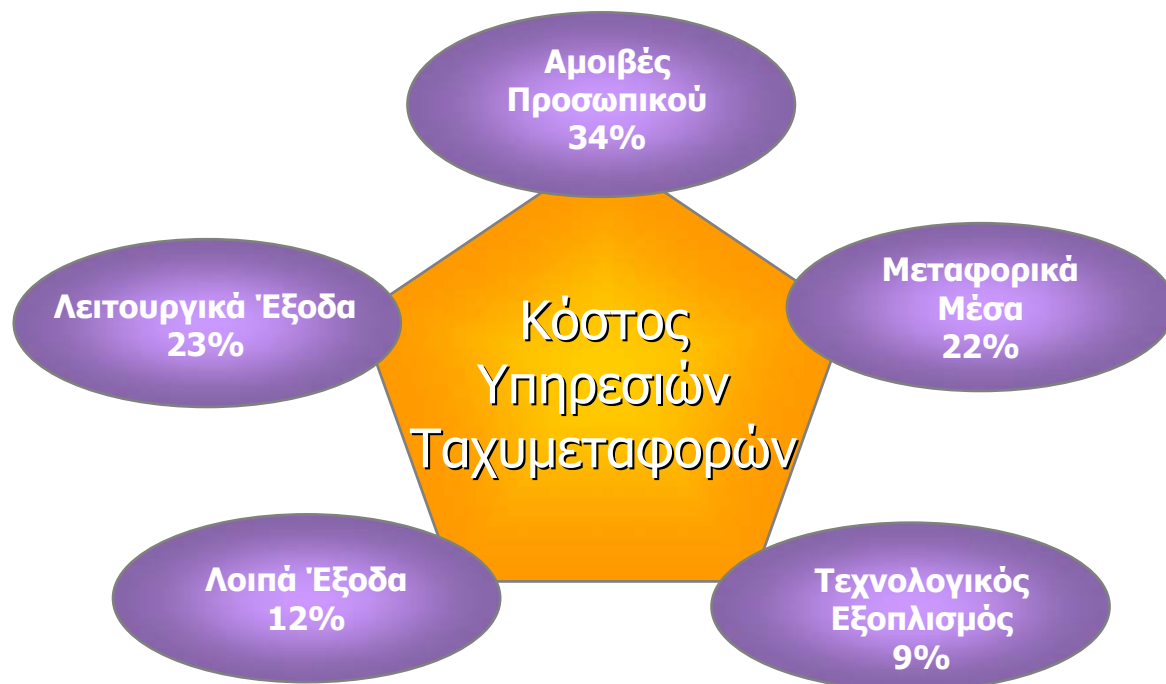 Αμοιβές
Προσωπικού
34%
Λειτουργικά Έξοδα
23%
Μεταφορικά
Μέσα
22%
Κόστος
Υπηρεσιών
Ταχυμεταφορών
Λοιπά Έξοδα
12%
Τεχνολογικός
Εξοπλισμός
9%